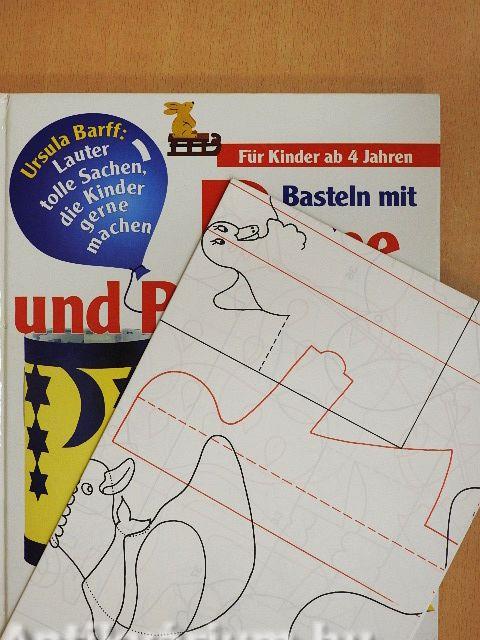 Ursula Barff:
Lauter
tolle Sachen,
die Kinder
gerne
machen
Für Kinder ab 4 Jahren
Basteln mit
und P